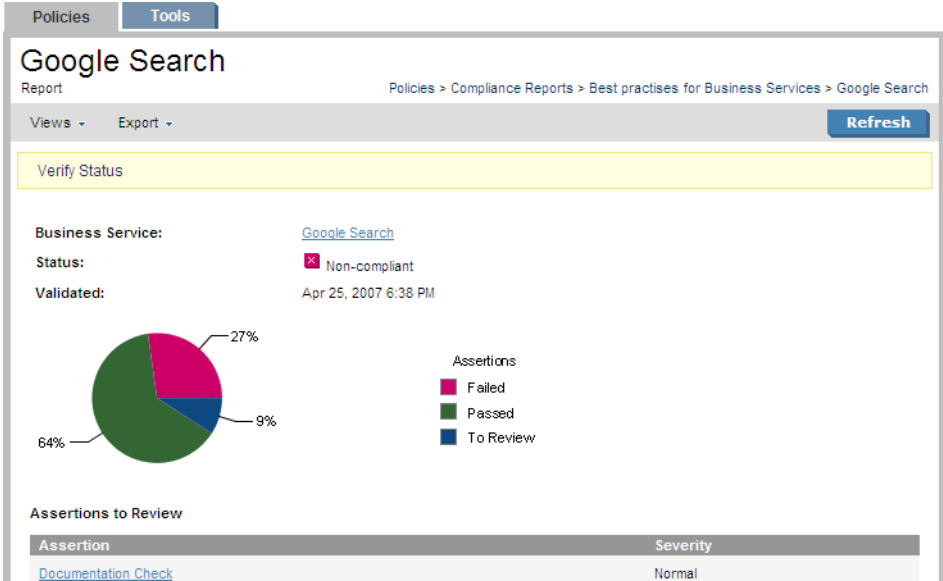 Policies Tools
Google Search
Report
Policies > Compliance Reports > Best practises for Business Services > Google Search
Views Export Refresh
Verify Status
Business Service: Google Search
Status: Non-compliant
Validated: Apr 25, 2007 6:38 PM
27%
9%
64%
Assertions
Failed
Passed
To Review
Assertions to Review
Assertion Severity
Documentation Check Normal